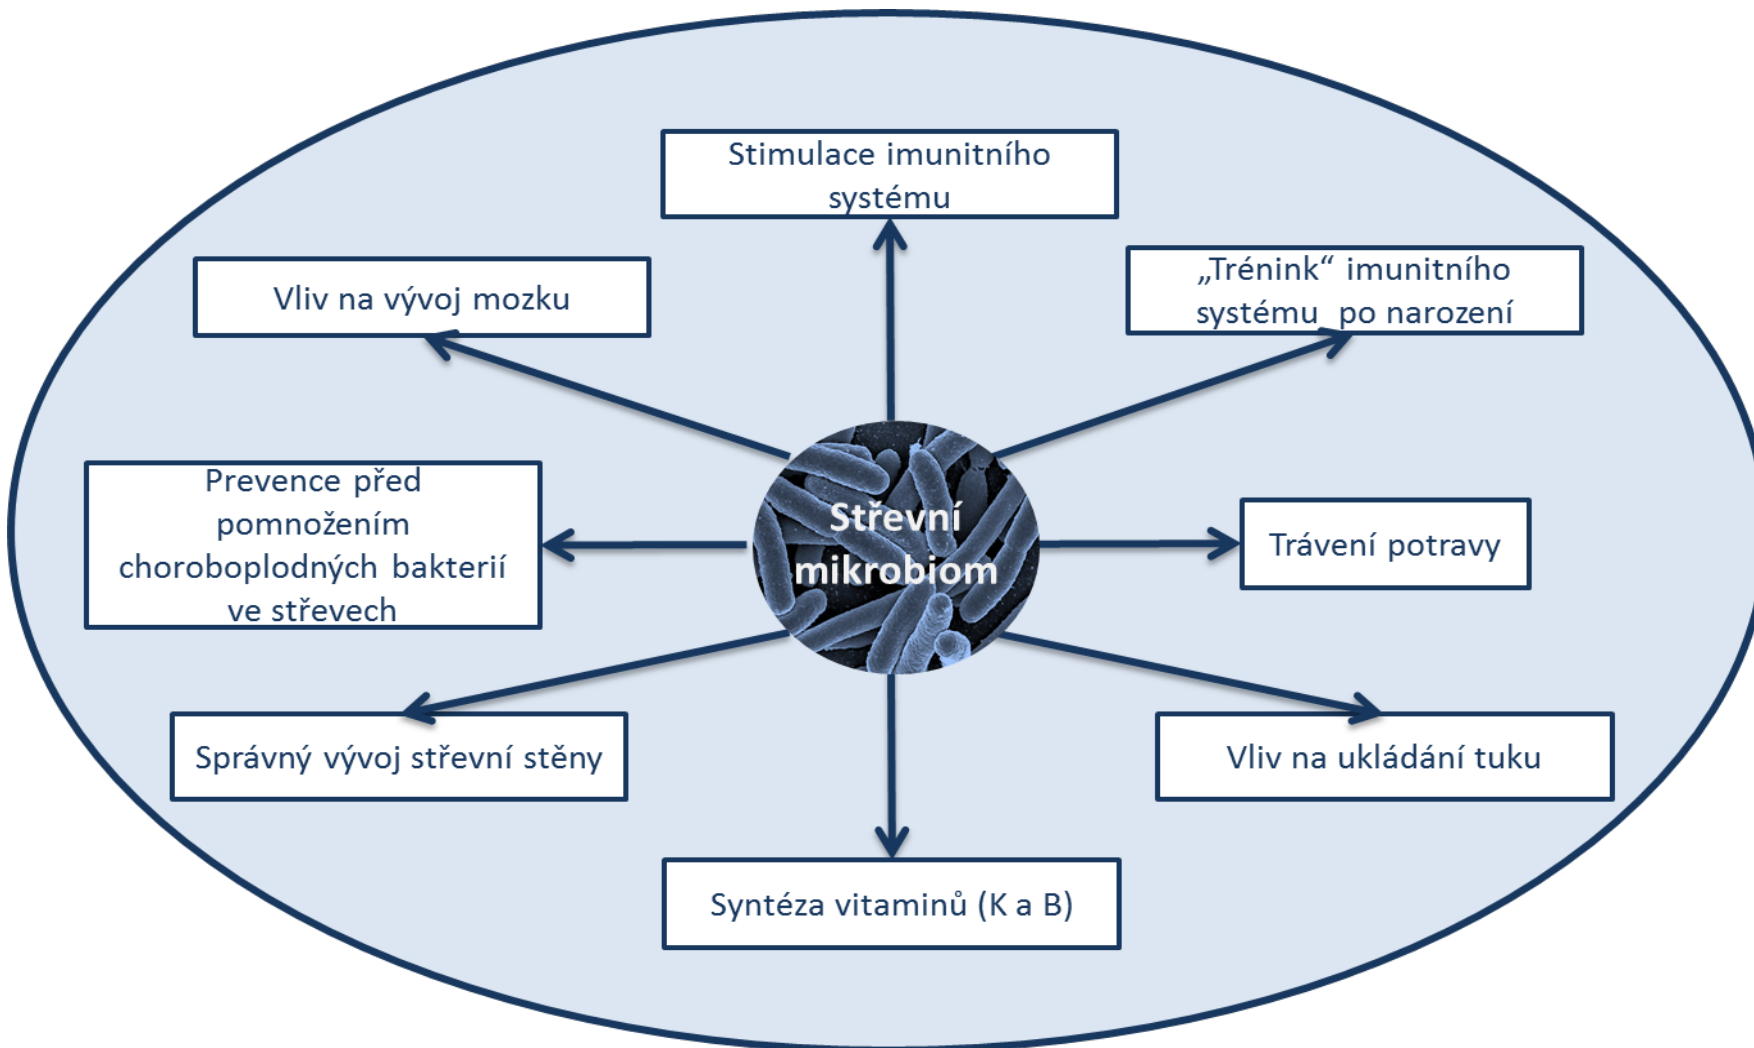 Stimulace imunitního
systému
„Trénink“ imunitního
systému po narození
Vliv na vývoj mozku
Prevence před
pomnožením
choroboplodných bakterií
ve střevech
Střevní
mikrobiom
Trávení potravy
Správný vývoj střevní stěny
Vliv na ukládání tuku
Syntéza vitaminů (K a B)